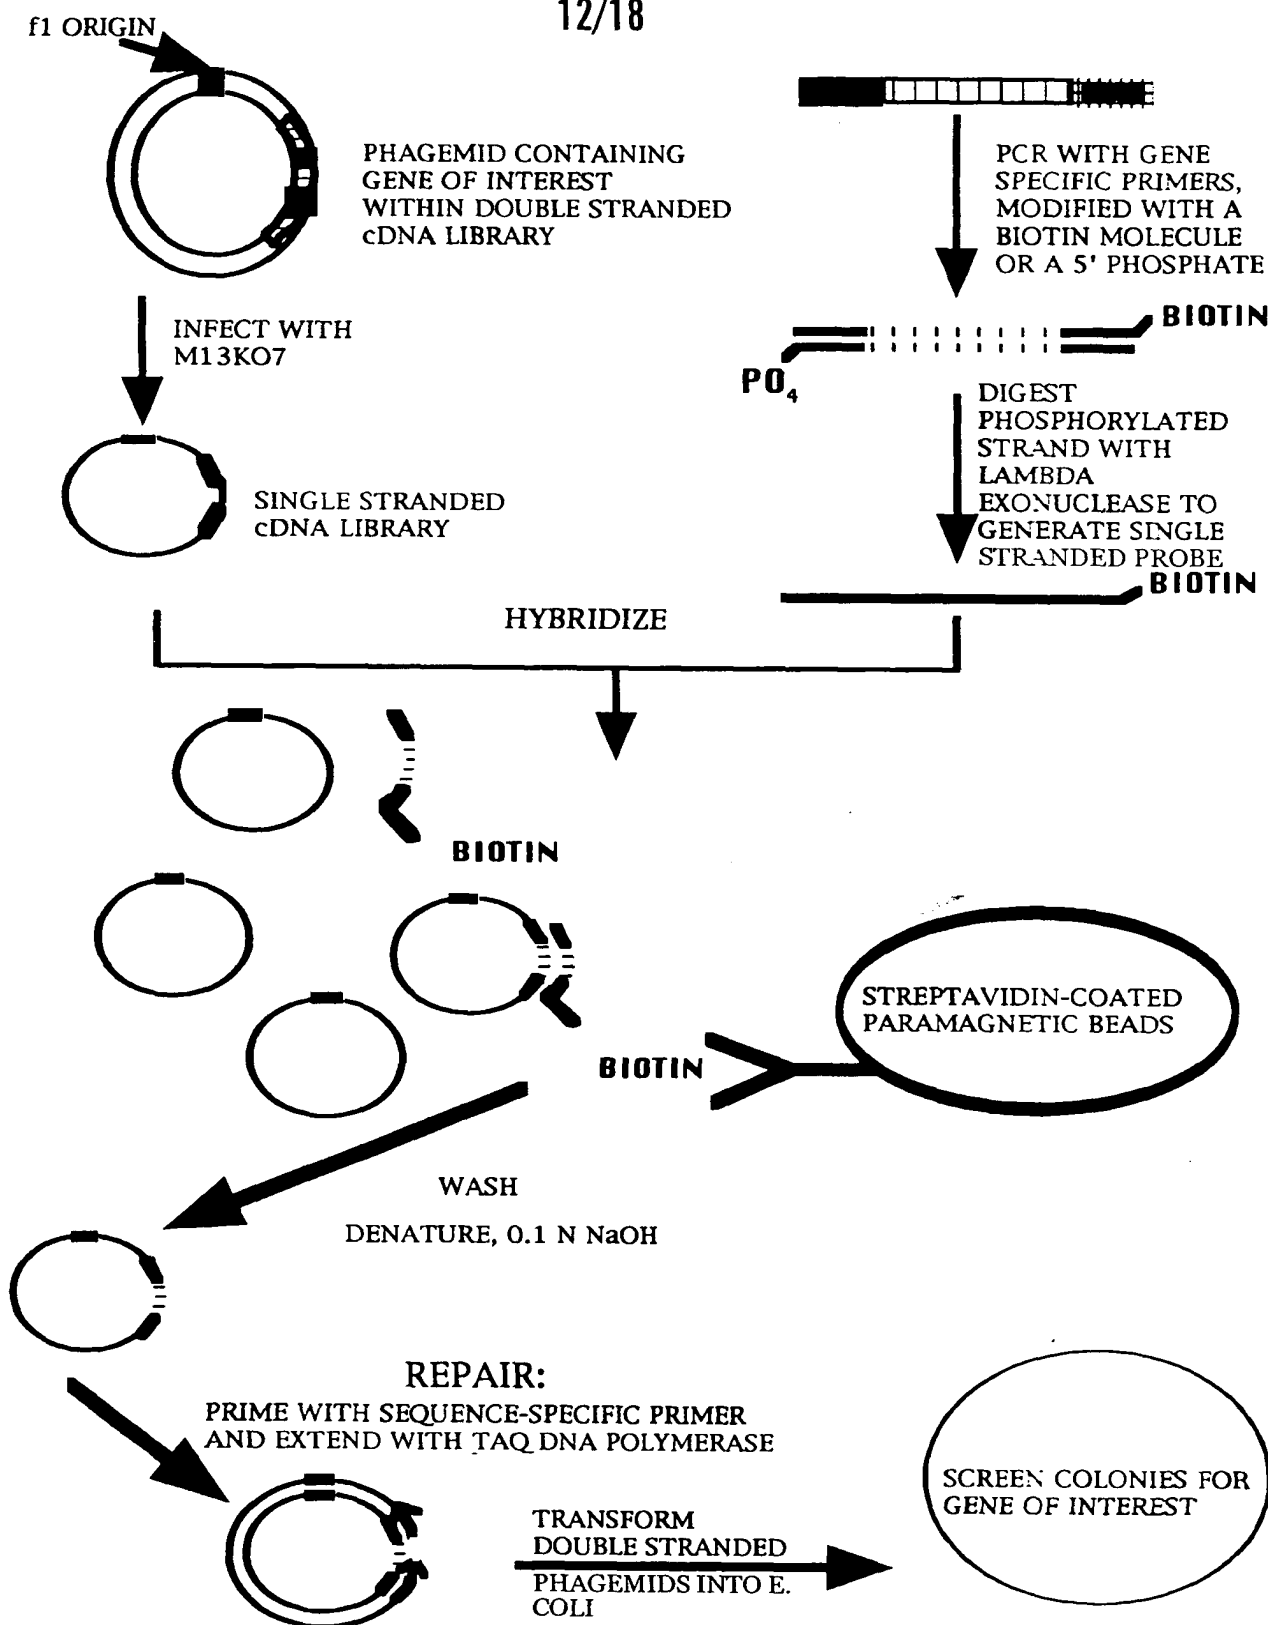 12/18
f1 ORIGIN
PHAGEMID CONTAINING
GENE OF INTEREST
WITHIN DOUBLE STRANDED
cDNA LIBRARY
PCR WITH GENE
SPECIFIC PRIMERS,
MODIFIED WITH A
BIOTIN MOLECULE
OR A 5' PHOSPHATE
INFECT WITH
M13KO7
BIOTIN
PO4
DIGEST
PHOSPHORYLATED
STRAND WITH
LAMBDA
EXONUCLEASE TO
GENERATE SINGLE
STRANDED PROBE
SINGLE STRANDED
cDNA LIBRARY
BIOTIN
HYBRIDIZE
BIOTIN
STREPTAVIDIN-COATED
PARAMAGNETIC BEADS
BIOTIN
WASH
DENATURE, 0.1 N NaOH
REPAIR:
PRIME WITH SEQUENCE-SPECIFIC PRIMER
AND EXTEND WITH TAQ DNA POLYMERASE
TRANSFORM
DOUBLE STRANDED
PHAGEMIDS INTO E.
COLI
SCREEN COLONIES FOR
GENE OF INTEREST